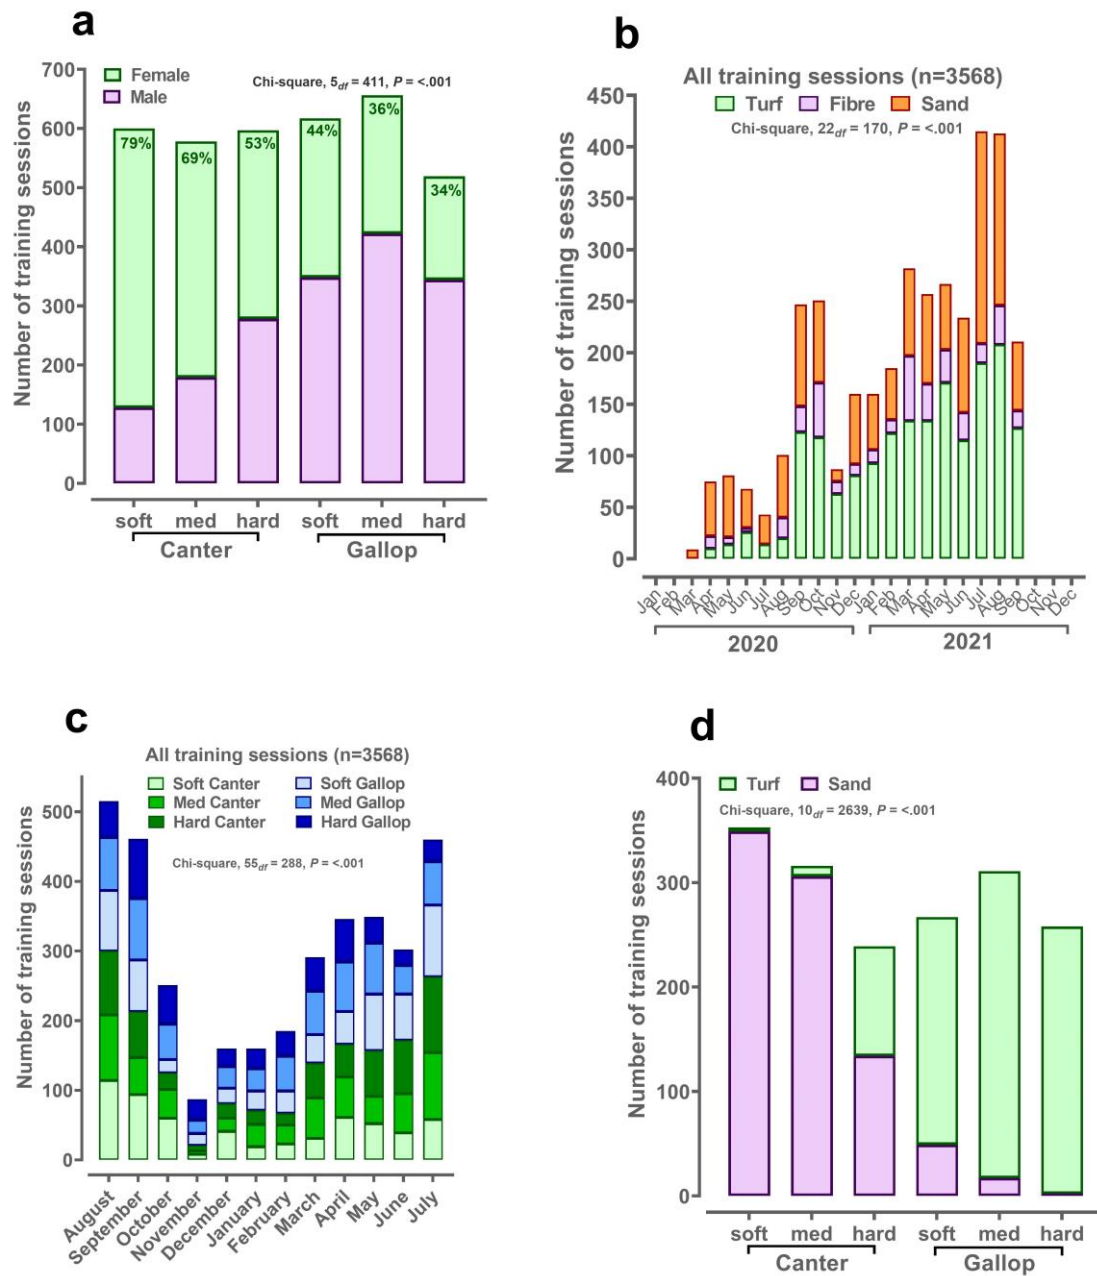 a
700
600
500
400
300
200
100
0
Number of training sessions
Female
Male
Chi-square, 5df = 411, P = <.001
79%
69%
53%
44%
36%
34%
soft med hard soft med hard
Canter Gallop
b
All training sessions (n=3568)
Turf Fibre Sand
Chi-square, 22df = 170, P = <.001
450
400
350
300
250
200
150
100
50
0
Number of training sessions
Jan Feb Mar Apr May Jun Jul Aug Sep Oct Nov Dec Jan Feb Mar Apr May Jun Jul Aug Sep Oct Nov Dec
2020 2021
c
All training sessions (n=3568)
Soft Canter Soft Gallop
Med Canter Med Gallop
Hard Canter Hard Gallop
Chi-square, 55df = 288, P = <.001
500
400
300
200
100
0
Number of training sessions
August September October November December January February March April May June July
d
Turf Sand
Chi-square, 10df = 2639, P = <.001
400
300
200
100
0
Number of training sessions
soft med hard soft med hard
Canter Gallop